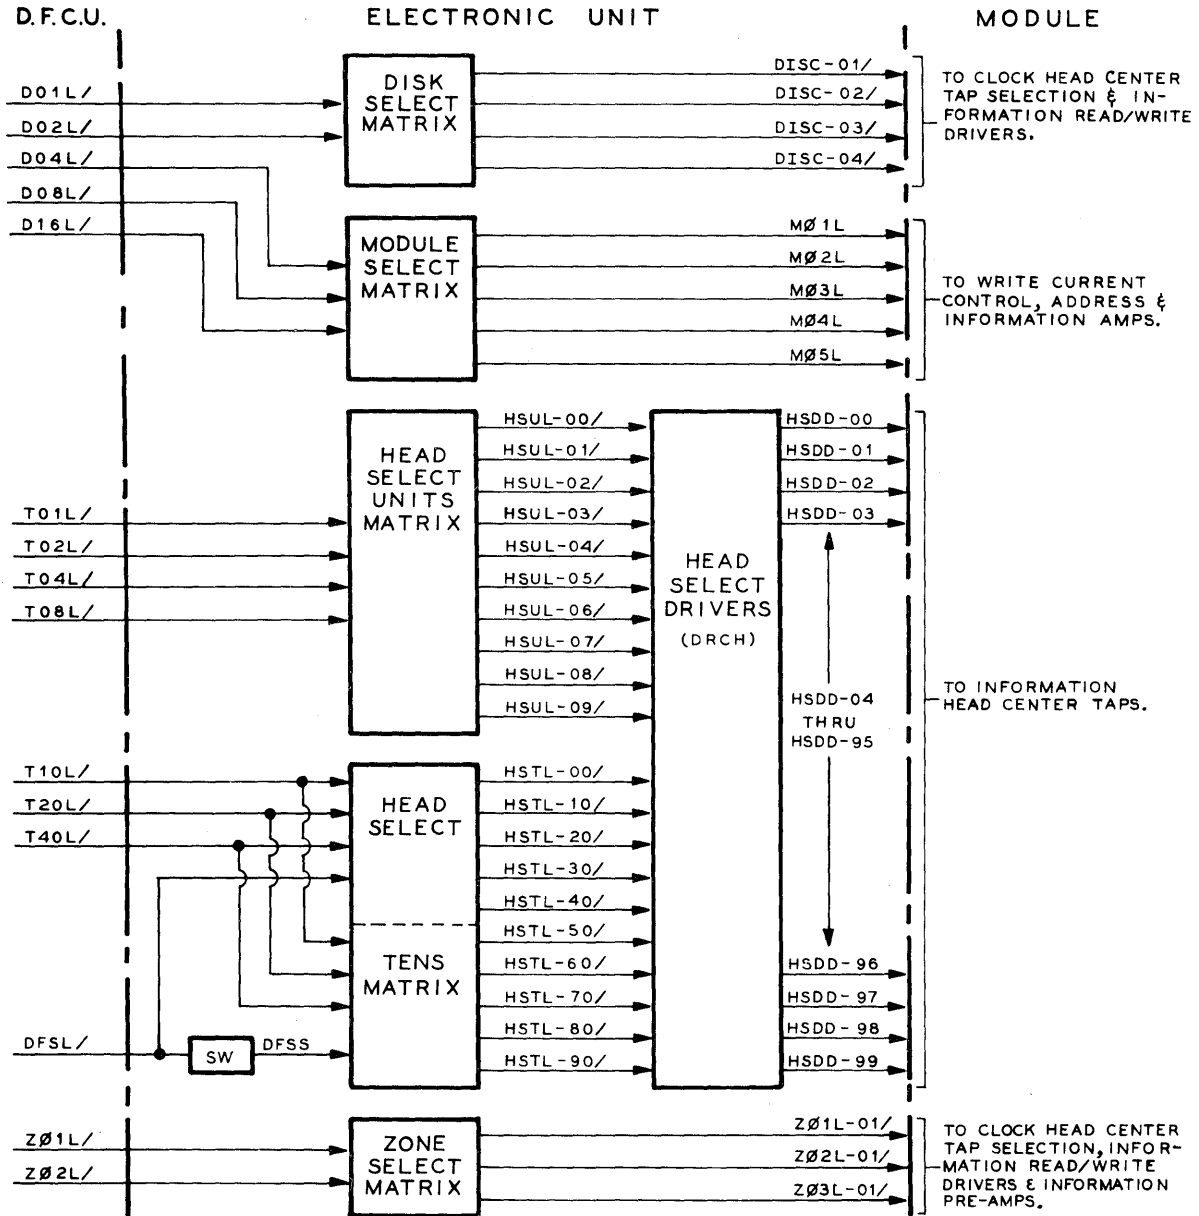 D.F.C.U.
ELECTRONIC UNIT
MODULE
D01L/
D02L/
D04L/
D08L/
D16L/
DISK
SELECT
MATRIX
DISC-01/
DISC-02/
DISC-03/
DISC-04/
TO CLOCK HEAD CENTER
TAP SELECTION & IN-
FORMATION READ/WRITE
DRIVERS.
MODULE
SELECT
MATRIX
MØ1L
MØ2L
MØ3L
MØ4L
MØ5L
TO WRITE CURRENT
CONTROL, ADDRESS &
INFORMATION AMPS.
T01L/
T02L/
T04L/
T08L/
HEAD
SELECT
UNITS
MATRIX
HSUL-00/
HSUL-01/
HSUL-02/
HSUL-03/
HSUL-04/
HSUL-05/
HSUL-06/
HSUL-07/
HSUL-08/
HSUL-09/
HEAD
SELECT
DRIVERS
(DRCH)
HSDD-00
HSDD-01
HSDD-02
HSDD-03
HSDD-04
THRU
HSDD-95
TO INFORMATION
HEAD CENTER TAPS.
T10L/
T20L/
T40L/
DFSL/
SW
DFSS
HEAD
SELECT
TENS
MATRIX
HSTL-00/
HSTL-10/
HSTL-20/
HSTL-30/
HSTL-40/
HSTL-50/
HSTL-60/
HSTL-70/
HSTL-80/
HSTL-90/
HSDD-96
HSDD-97
HSDD-98
HSDD-99
ZØ1L/
ZØ2L/
ZONE
SELECT
MATRIX
ZØ1L-01/
ZØ2L-01/
ZØ3L-01/
TO CLOCK HEAD CENTER
TAP SELECTION, INFOR-
MATION READ/WRITE
DRIVERS & INFORMATION
PRE-AMPS.